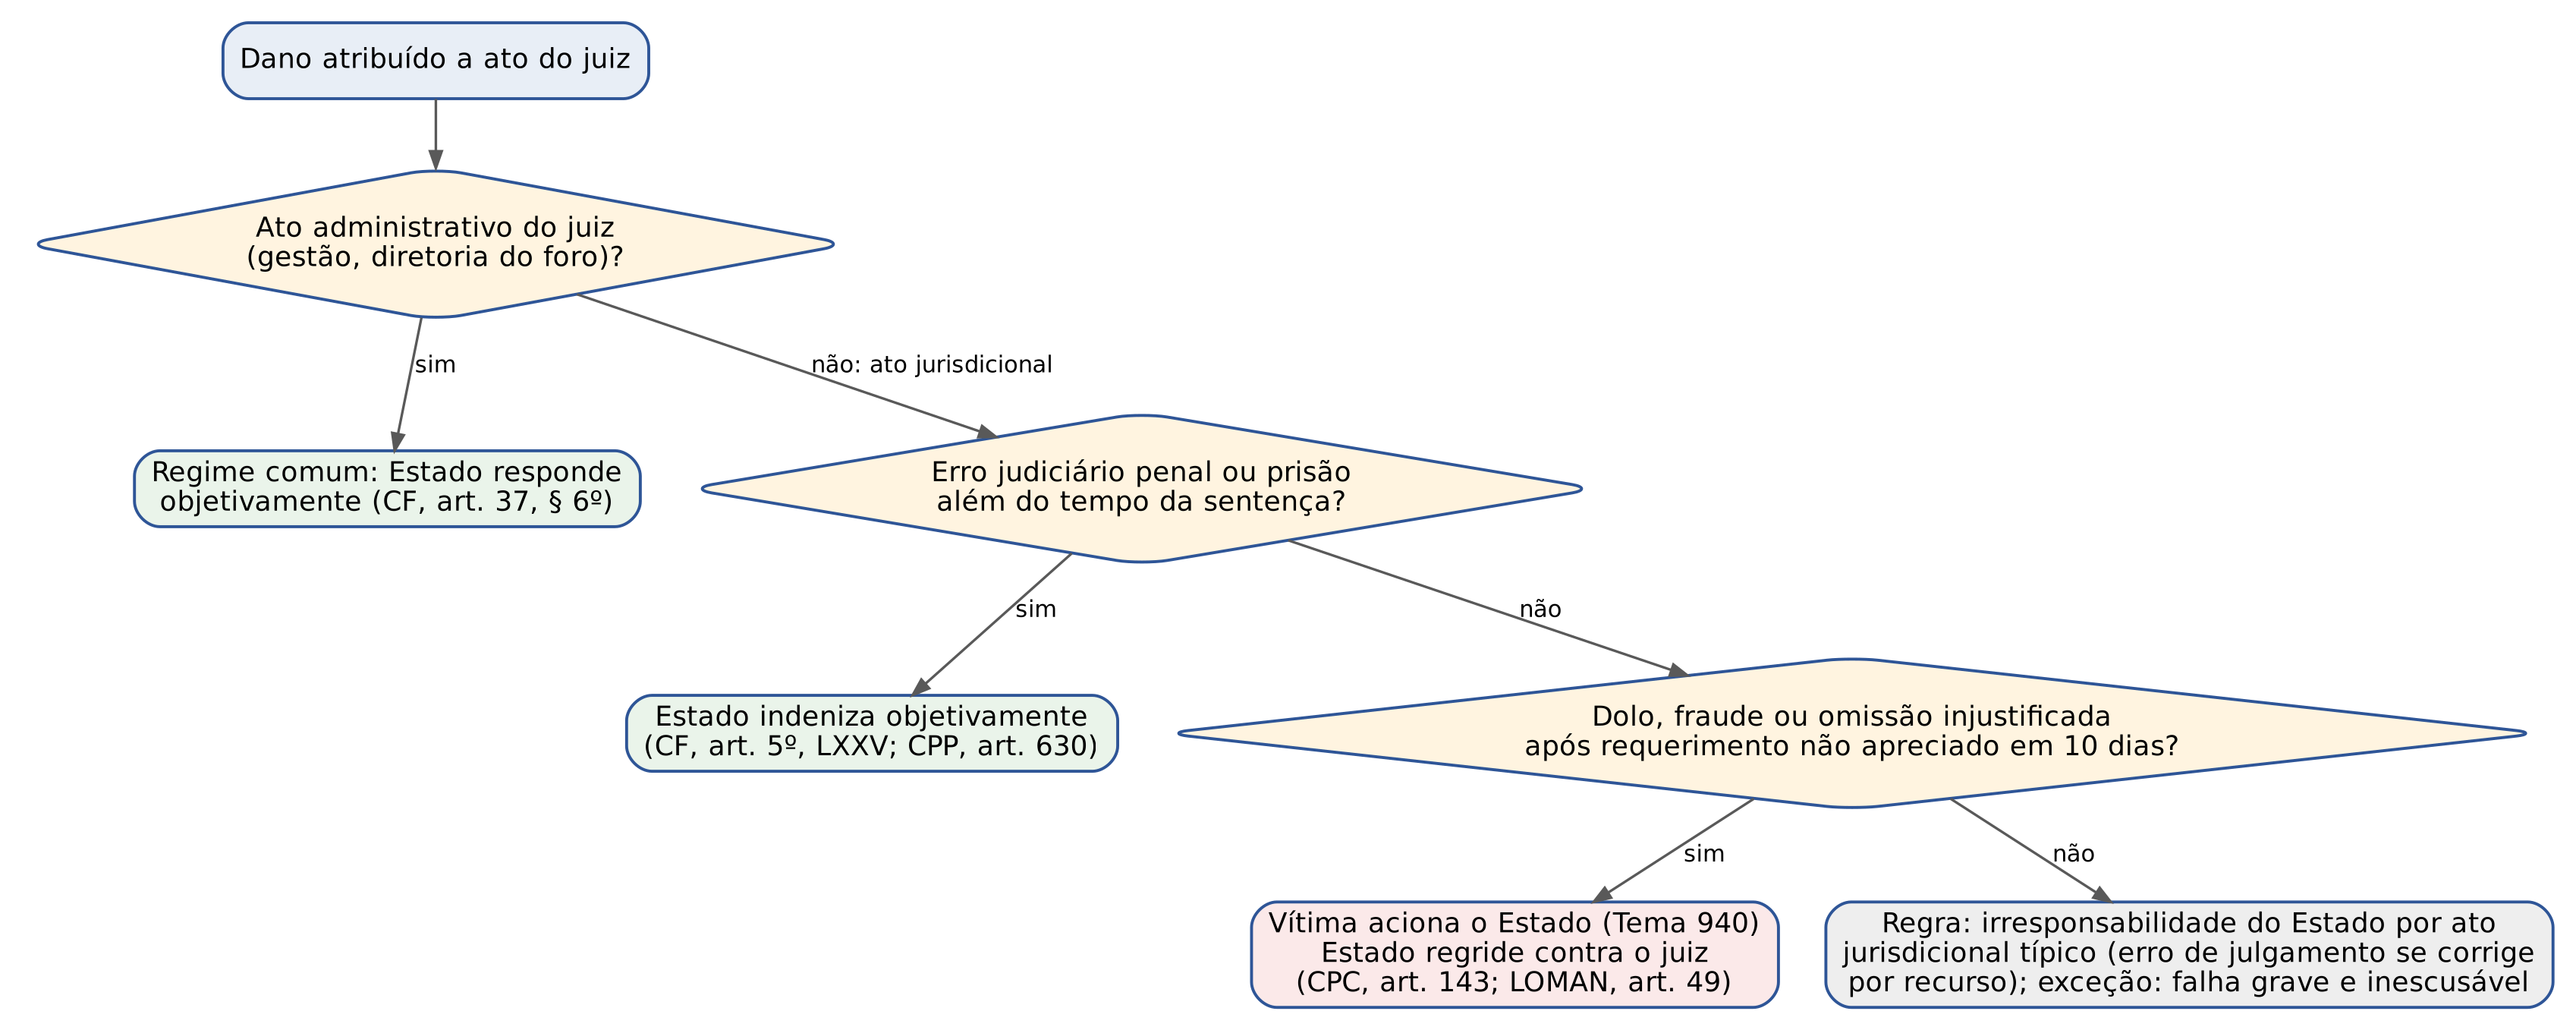 Dano atribuído a ato do juiz
Ato administrativo do juiz
(gestão, diretoria do foro)?
sim
não: ato jurisdicional
Regime comum: Estado responde
objetivamente (CF, art. 37, § 6º)
Erro judiciário penal ou prisão
além do tempo da sentença?
sim
não
Estado indeniza objetivamente
(CF, art. 5º, LXXV; CPP, art. 630)
Dolo, fraude ou omissão injustificada
após requerimento não apreciado em 10 dias?
sim
não
Vítima aciona o Estado (Tema 940)
Estado regride contra o juiz
(CPC, art. 143; LOMAN, art. 49)
Regra: irresponsabilidade do Estado por ato
jurisdicional típico (erro de julgamento se corrige
por recurso); exceção: falha grave e inescusável